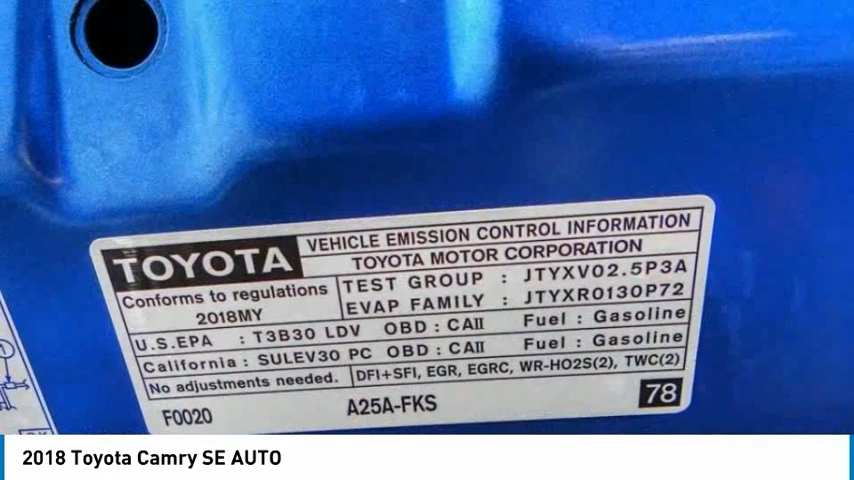 TOYOTA VEHICLE EMISSION CONTROL INFORMATION
TOYOTA MOTOR CORPORATION
Conforms to regulations
2018MY
TEST GROUP : JTYXV02.5P3A
EVAP FAMILY : JTYXR0130P72
U.S.EPA : T3B30 LDV OBD : CAII Fuel : Gasoline
California : SULEV30 PC OBD : CAII Fuel : Gasoline
No adjustments needed. DFI+SFI, EGR, EGRC, WR-HO2S(2), TWC(2)
F0020 A25A-FKS 78
2018 Toyota Camry SE AUTO